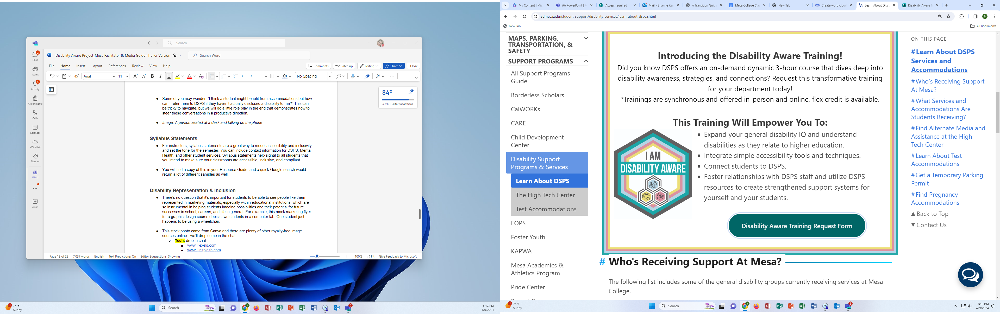 Search
Disability Aware Project_Mesa Facilitator & Media Guide- Trailer Version
Search Word
File Home Insert Layout References Review View Help
Comments Catch up Editing Share Close
Arial 11 B I U A No Spacing
2
Chat
Teams
4
Activity
Assignments
Calls
Calendar
OneDrive
Planner
Word
Apps
84%
See 99+ Editor suggestions
● Some of you may wonder: "I think a student might benefit from accommodations but how
can I refer them to DSPS if they haven't actually disclosed a disability to me?" This can
be tricky to navigate, but we will do a little role play in the end that demonstrates how to
steer these conversations in a productive direction.
● Image: A person seated at a desk and talking on the phone
Syllabus Statements
● For instructors, syllabus statements are a great way to model accessibility and inclusivity
and set the tone for the semester. You can include contact information for DSPS, Mental
Health, and other student services. Syllabus statements help signal to all students that
you intend to make sure your classrooms are accessible, inclusive, and compliant.
● You will find a copy of this in your Resource Guide, and a quick Google search would
return a lot of different samples as well.
Disability Representation & Inclusion
● There's no question that it's important for students to be able to see people like them
represented in marketing materials, especially within educational institutions, which are
so instrumental in helping students imagine possibilities and their potential for future
successes in school, careers, and life in general. For example, this mock marketing flyer
for a graphic design course depicts two students in a computer lab. One student just
happens to be using a wheelchair.
● This stock photo came from Canva and there are plenty of other royalty-free image
sources online - we'll drop some in the chat.
○ Tech: drop in chat:
■ www.Pexels.com
■ www.Unsplash.com
Page 18 of 22 7,037 words English Text Predictions: On Editor Suggestions: Showing
100% Fit Give Feedback to Microsoft
1
74°F
Sunny
Search
6
3:42 PM
4/9/2024
My Content | Micr
(6) PowerPoint | M
Access required
Mail - Brianne Ke
A Transition Guid
Mesa College Cla
New Tab
Create word clou
Learn About Disa
Disability Aware T
sdmesa.edu/student-support/disability-services/learn-about-dsps.shtml
B
New Tab
All Bookmarks
MAPS, PARKING,
TRANSPORTATION, &
SAFETY
SUPPORT PROGRAMS
All Support Programs
Guide
Borderless Scholars
CalWORKs
CARE
Child Development
Center
Disability Support
Programs & Services
Learn About DSPS
The High Tech Center
Test Accommodations
EOPS
Foster Youth
KAPWA
Mesa Academics &
Athletics Program
Pride Center
Introducing the Disability Aware Training!
Did you know DSPS offers an on-demand dynamic 3-hour course that dives deep into
disability awareness, strategies, and connections? Request this transformative training
for your department today!
*Trainings are synchronous and offered in-person and online, flex credit is available.
This Training Will Empower You To:
I AM
DISABILITY AWARE
▪ Expand your general disability IQ and understand
disabilities as they relate to higher education.
▪ Integrate simple accessibility tools and techniques.
▪ Connect students to DSPS.
▪ Foster relationships with DSPS staff and utilize DSPS
resources to create strengthened support systems for
yourself and your students.
Disability Aware Training Request Form
# Who's Receiving Support At Mesa?
The following list includes some of the general disability groups currently receiving services at Mesa
College.
ON THIS PAGE
#Learn About DSPS
Services and
Accommodations
#Who's Receiving Support
At Mesa?
#What Services and
Accommodations Are
Students Receiving?
#Find Alternate Media and
Assistance at the High
Tech Center
#Learn About Test
Accommodations
#Get a Temporary Parking
Permit
#Find Pregnancy
Accommodations
▲Back to Top
▼Contact Us
1
74°F
Sunny
Search
6
3:42 PM
4/9/2024